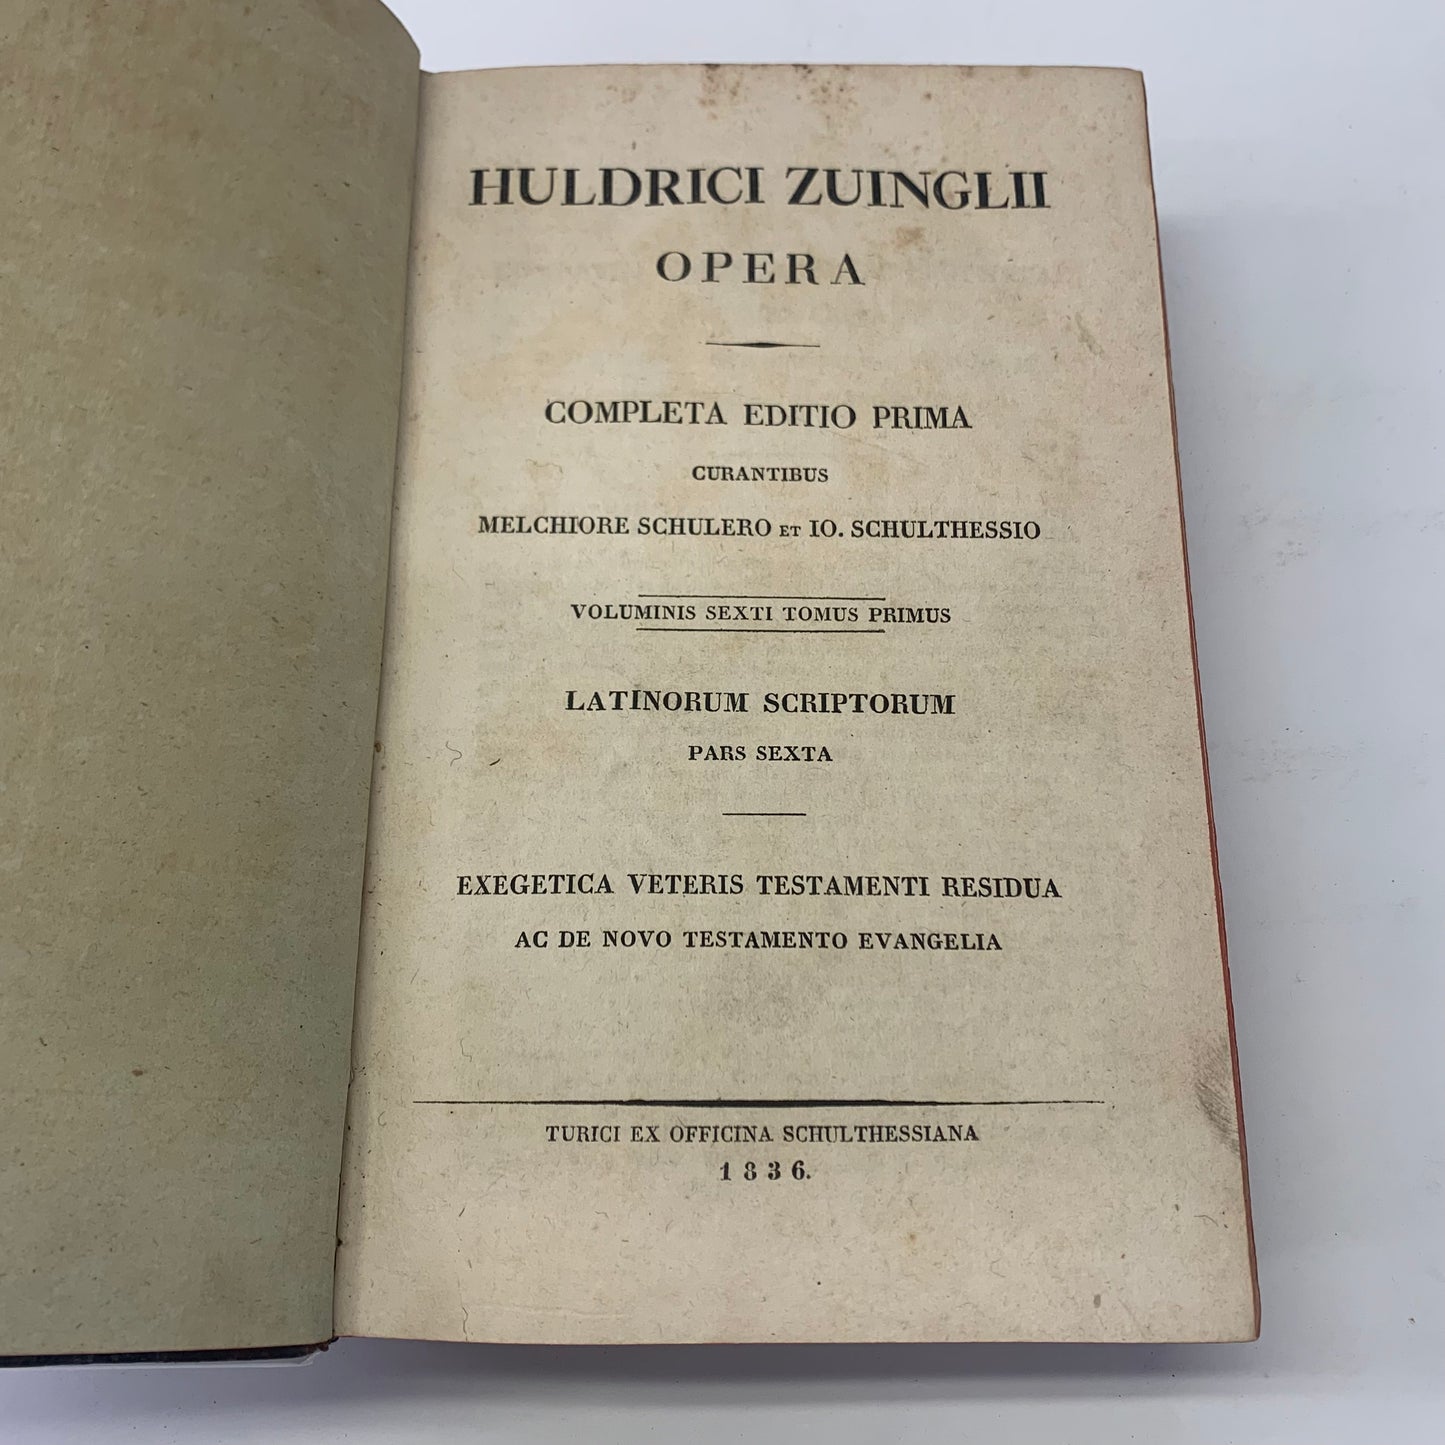 HULDRICI ZUINGLII
OPERA
COMPLETA EDITIO PRIMA
CURANTIBUS
MELCHIORE SCHULERO ET IO. SCHULTHESSIO
VOLUMINIS SEXTI TOMUS PRIMUS
LATINORUM SCRIPTORUM
PARS SEXTA
EXEGETICA VETERIS TESTAMENTI RESIDUA
AC DE NOVO TESTAMENTO EVANGELIA
TURICI EX OFFICINA SCHULTHESSIANA
1836.